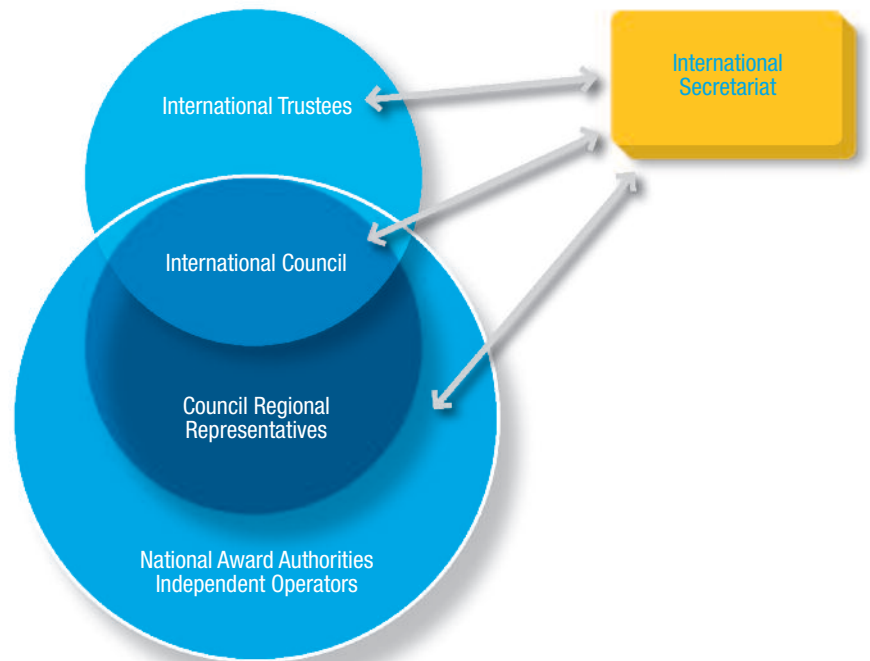 International Trustees
International
Secretariat
International Council
Council Regional
Representatives
National Award Authorities
Independent Operators